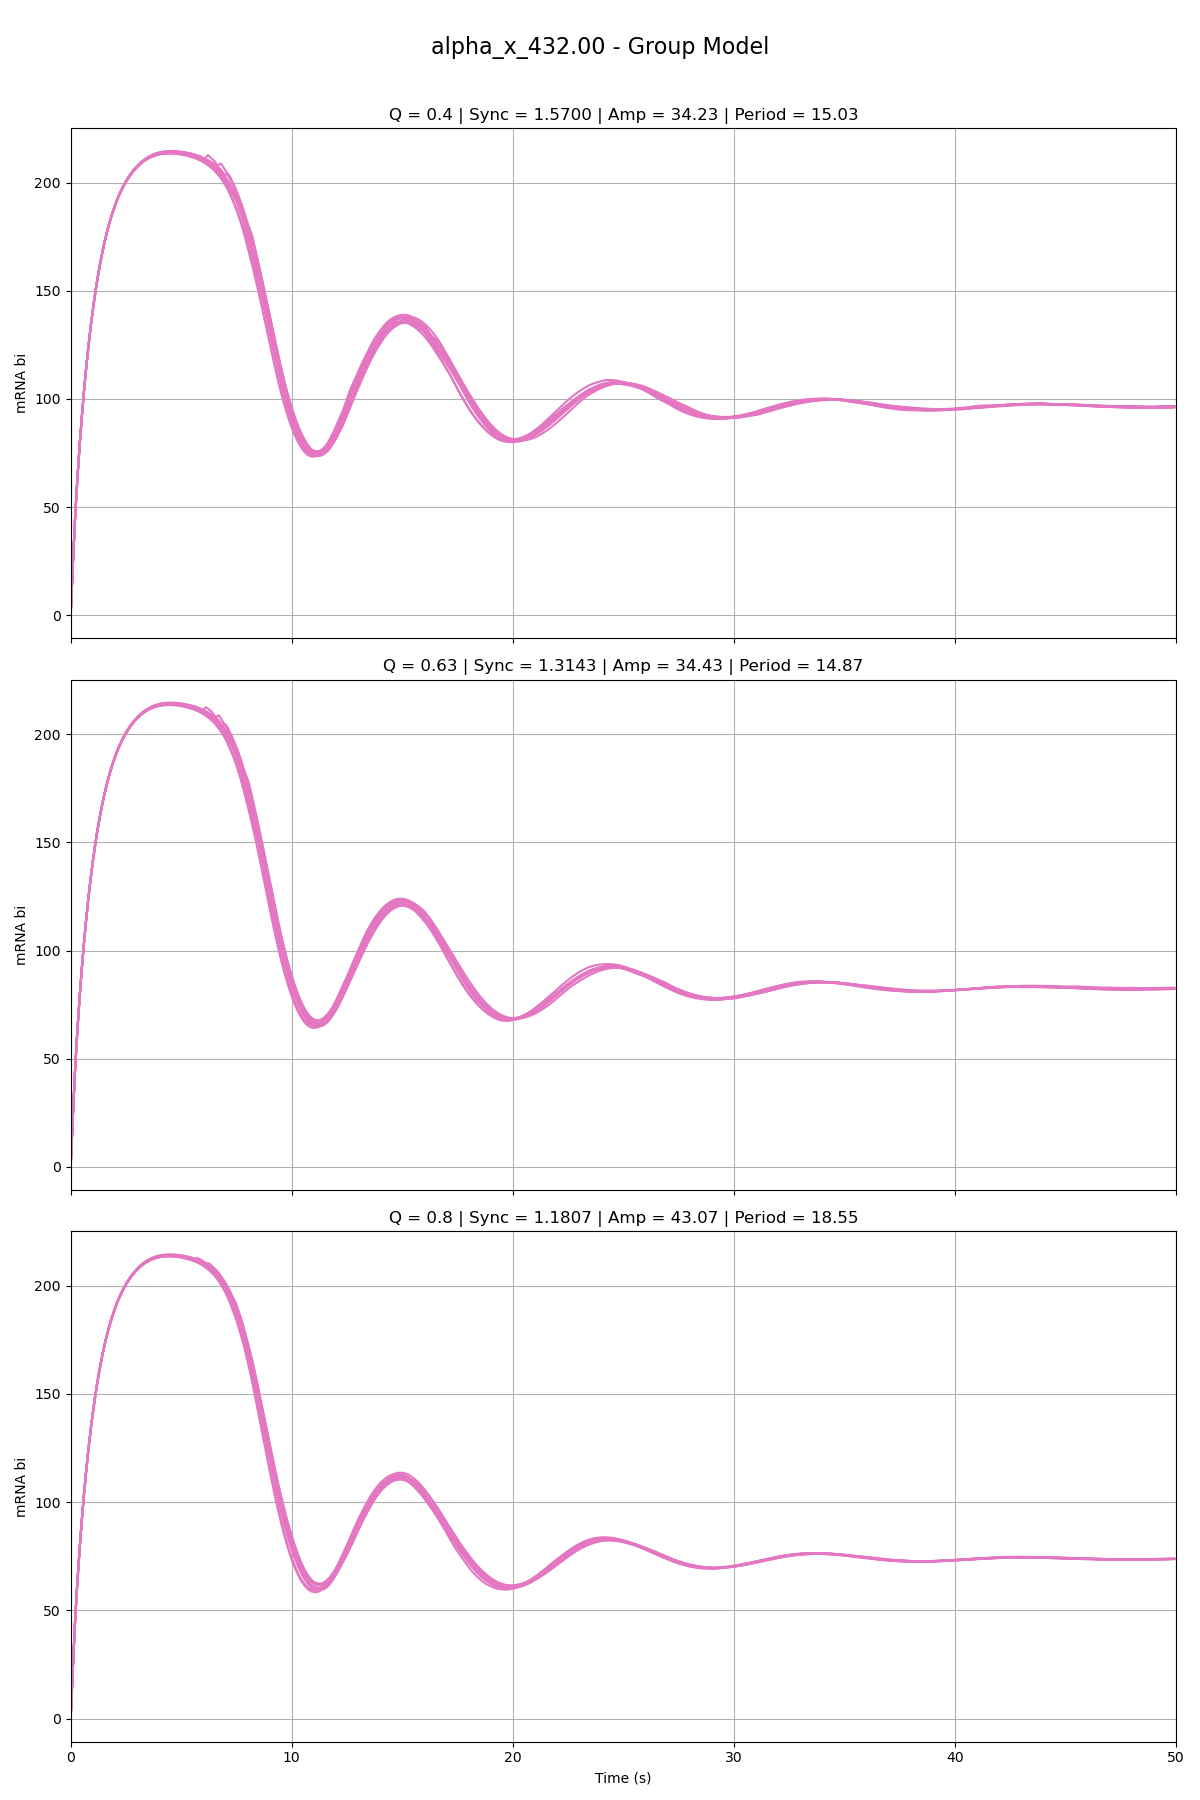 alpha_x_432.00 - Group Model
Q = 0.4 | Sync = 1.5700 | Amp = 34.23 | Period = 15.03
200
150
100
50
0
mRNA bi
Q = 0.63 | Sync = 1.3143 | Amp = 34.43 | Period = 14.87
200
150
100
50
0
mRNA bi
Q = 0.8 | Sync = 1.1807 | Amp = 43.07 | Period = 18.55
200
150
100
50
0
mRNA bi
0 10 20 30 40 50
Time (s)